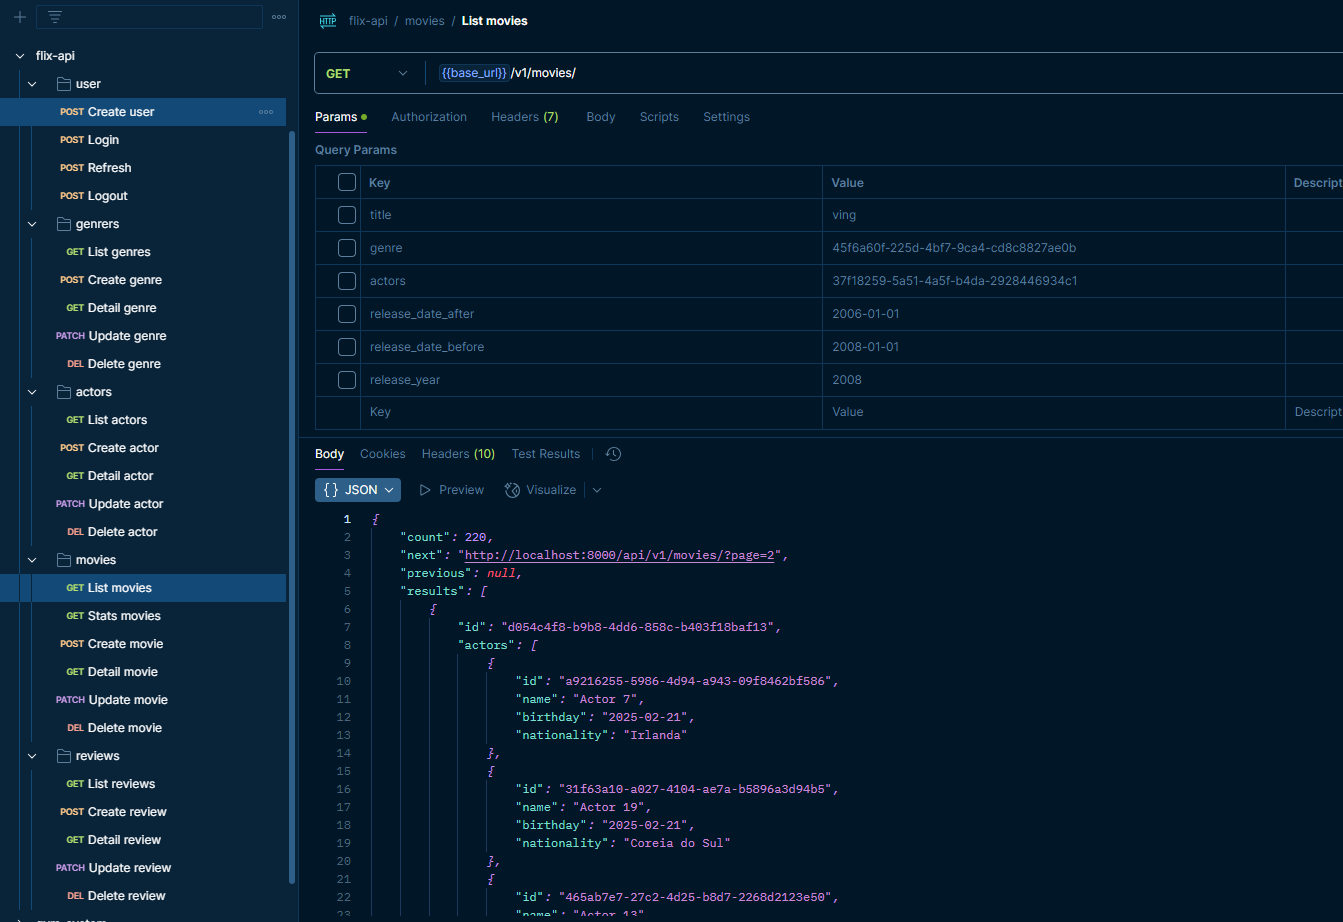 flix-api
user
POST Create user
POST Login
POST Refresh
POST Logout
genrers
GET List genres
POST Create genre
GET Detail genre
PATCH Update genre
DEL Delete genre
actors
GET List actors
POST Create actor
GET Detail actor
PATCH Update actor
DEL Delete actor
movies
GET List movies
GET Stats movies
POST Create movie
GET Detail movie
PATCH Update movie
DEL Delete movie
reviews
GET List reviews
POST Create review
GET Detail review
PATCH Update review
DEL Delete review
HTTP flix-api / movies / List movies
GET {{base_url}}/v1/movies/
Params Authorization Headers (7) Body Scripts Settings
Query Params
Key Value Descript
title ving
genre 45f6a60f-225d-4bf7-9ca4-cd8c8827ae0b
actors 37f18259-5a51-4a5f-b4da-2928446934c1
release_date_after 2006-01-01
release_date_before 2008-01-01
release_year 2008
Key Value Descript
Body Cookies Headers (10) Test Results
{} JSON Preview Visualize
1 {
2 "count": 220,
3 "next": "http://localhost:8000/api/v1/movies/?page=2",
4 "previous": null,
5 "results": [
6 {
7 "id": "d054c4f8-b9b8-4dd6-858c-b403f18baf13",
8 "actors": [
9 {
10 "id": "a9216255-5986-4d94-a943-09f8462bf586",
11 "name": "Actor 7",
12 "birthday": "2025-02-21",
13 "nationality": "Irlanda"
14 },
15 {
16 "id": "31f63a10-a027-4104-ae7a-b5896a3d94b5",
17 "name": "Actor 19",
18 "birthday": "2025-02-21",
19 "nationality": "Coreia do Sul"
20 },
21 {
22 "id": "465ab7e7-27c2-4d25-b8d7-2268d2123e50",
23 "name": "Actor 13"